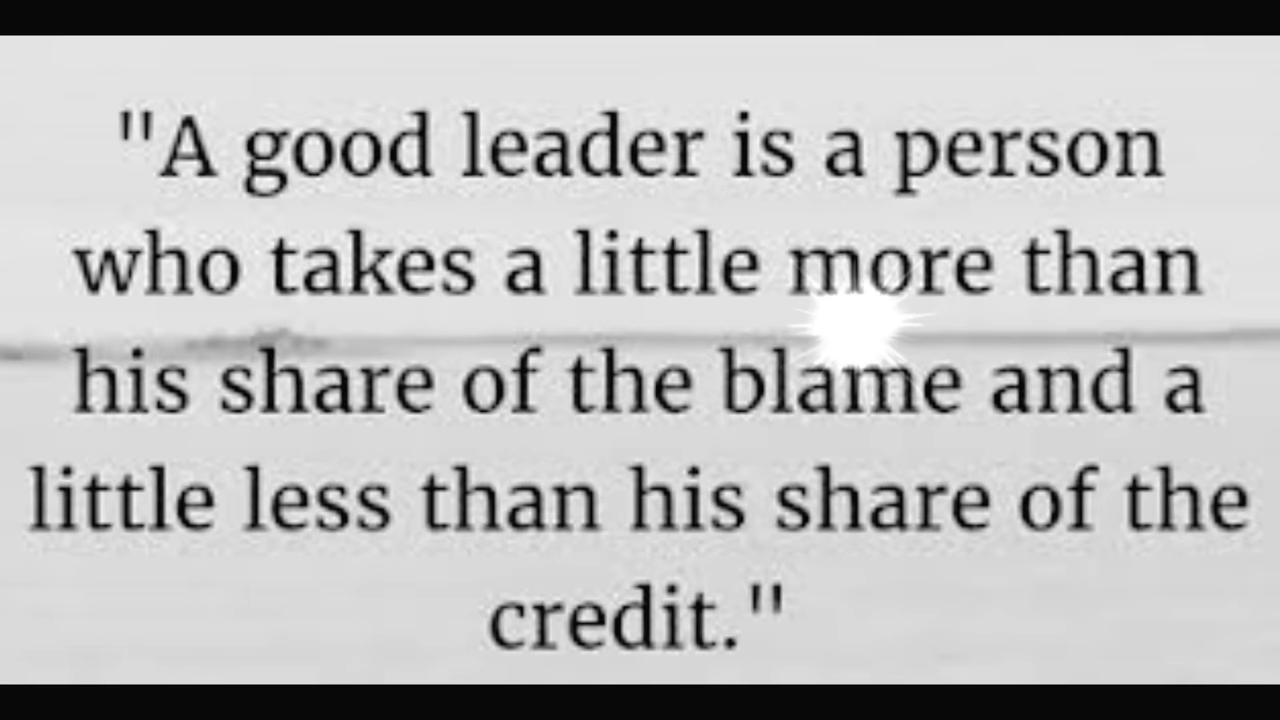 "A good leader is a person
who takes a little more than
his share of the blame and a
little less than his share of the
credit."